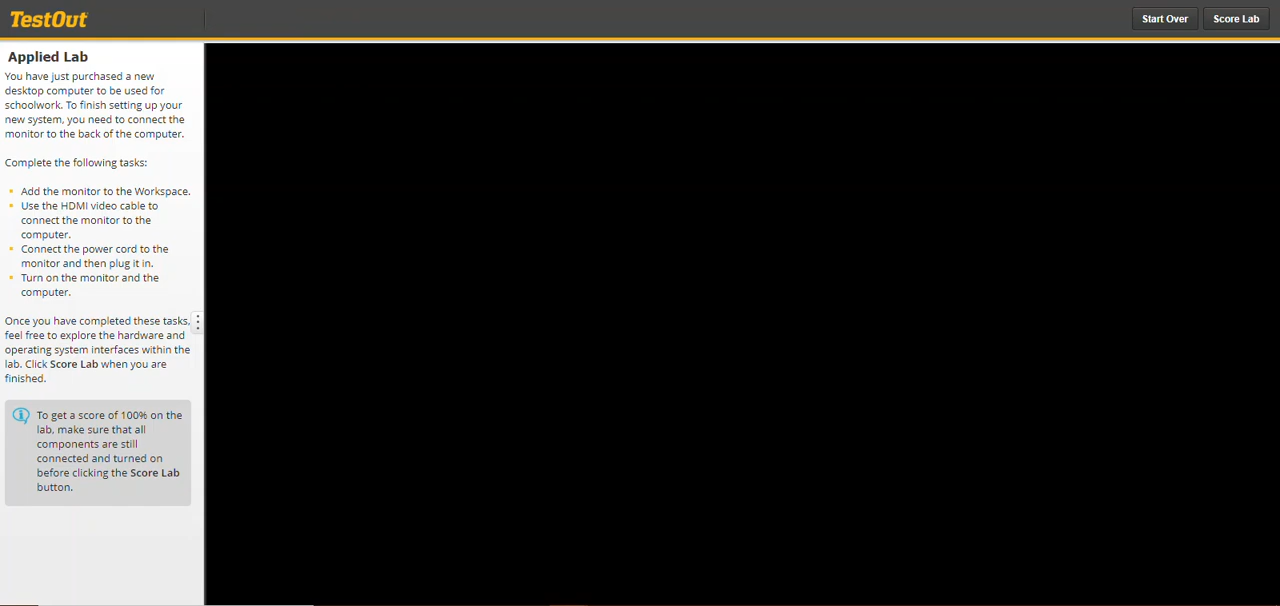 TestOut
Start Over
Score Lab
Applied Lab
You have just purchased a new
desktop computer to be used for
schoolwork. To finish setting up your
new system, you need to connect the
monitor to the back of the computer.
Complete the following tasks:
Add the monitor to the Workspace.
Use the HDMI video cable to
connect the monitor to the
computer.
Connect the power cord to the
monitor and then plug it in.
Turn on the monitor and the
computer.
Once you have completed these tasks,
feel free to explore the hardware and
operating system interfaces within the
lab. Click Score Lab when you are
finished.
To get a score of 100% on the
lab, make sure that all
components are still
connected and turned on
before clicking the Score Lab
button.